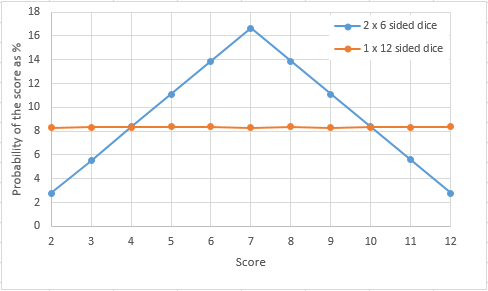 18
16
14
12
10
8
6
4
2
0
Probability of the score as %
2 x 6 sided dice
1 x 12 sided dice
2 3 4 5 6 7 8 9 10 11 12
Score